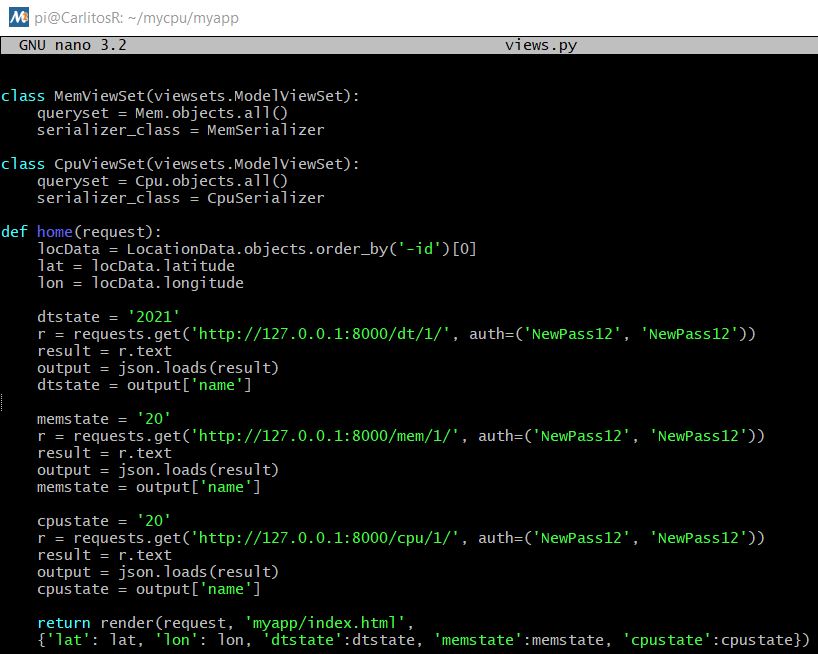 pi@CarlitosR: ~/mycpu/myapp
GNU nano 3.2 views.py
class MemViewSet(viewsets.ModelViewSet):
    queryset = Mem.objects.all()
    serializer_class = MemSerializer
class CpuViewSet(viewsets.ModelViewSet):
    queryset = Cpu.objects.all()
    serializer_class = CpuSerializer
def home(request):
    locData = LocationData.objects.order_by('-id')[0]
    lat = locData.latitude
    lon = locData.longitude
    dtstate = '2021'
    r = requests.get('http://127.0.0.1:8000/dt/1/', auth=('NewPass12', 'NewPass12'))
    result = r.text
    output = json.loads(result)
    dtstate = output['name']
    memstate = '20'
    r = requests.get('http://127.0.0.1:8000/mem/1/', auth=('NewPass12', 'NewPass12'))
    result = r.text
    output = json.loads(result)
    memstate = output['name']
    cpustate = '20'
    r = requests.get('http://127.0.0.1:8000/cpu/1/', auth=('NewPass12', 'NewPass12'))
    result = r.text
    output = json.loads(result)
    cpustate = output['name']
    return render(request, 'myapp/index.html',
    {'lat': lat, 'lon': lon, 'dtstate':dtstate, 'memstate':memstate, 'cpustate':cpustate})